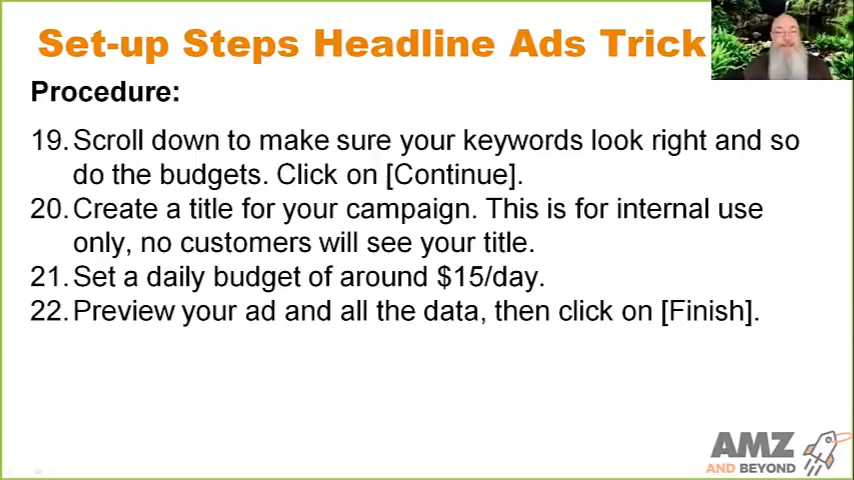 Set-up Steps Headline Ads Trick
Procedure:
19. Scroll down to make sure your keywords look right and so
do the budgets. Click on [Continue].
20. Create a title for your campaign. This is for internal use
only, no customers will see your title.
21. Set a daily budget of around $15/day.
22. Preview your ad and all the data, then click on [Finish].
AMZ
AND BEYOND